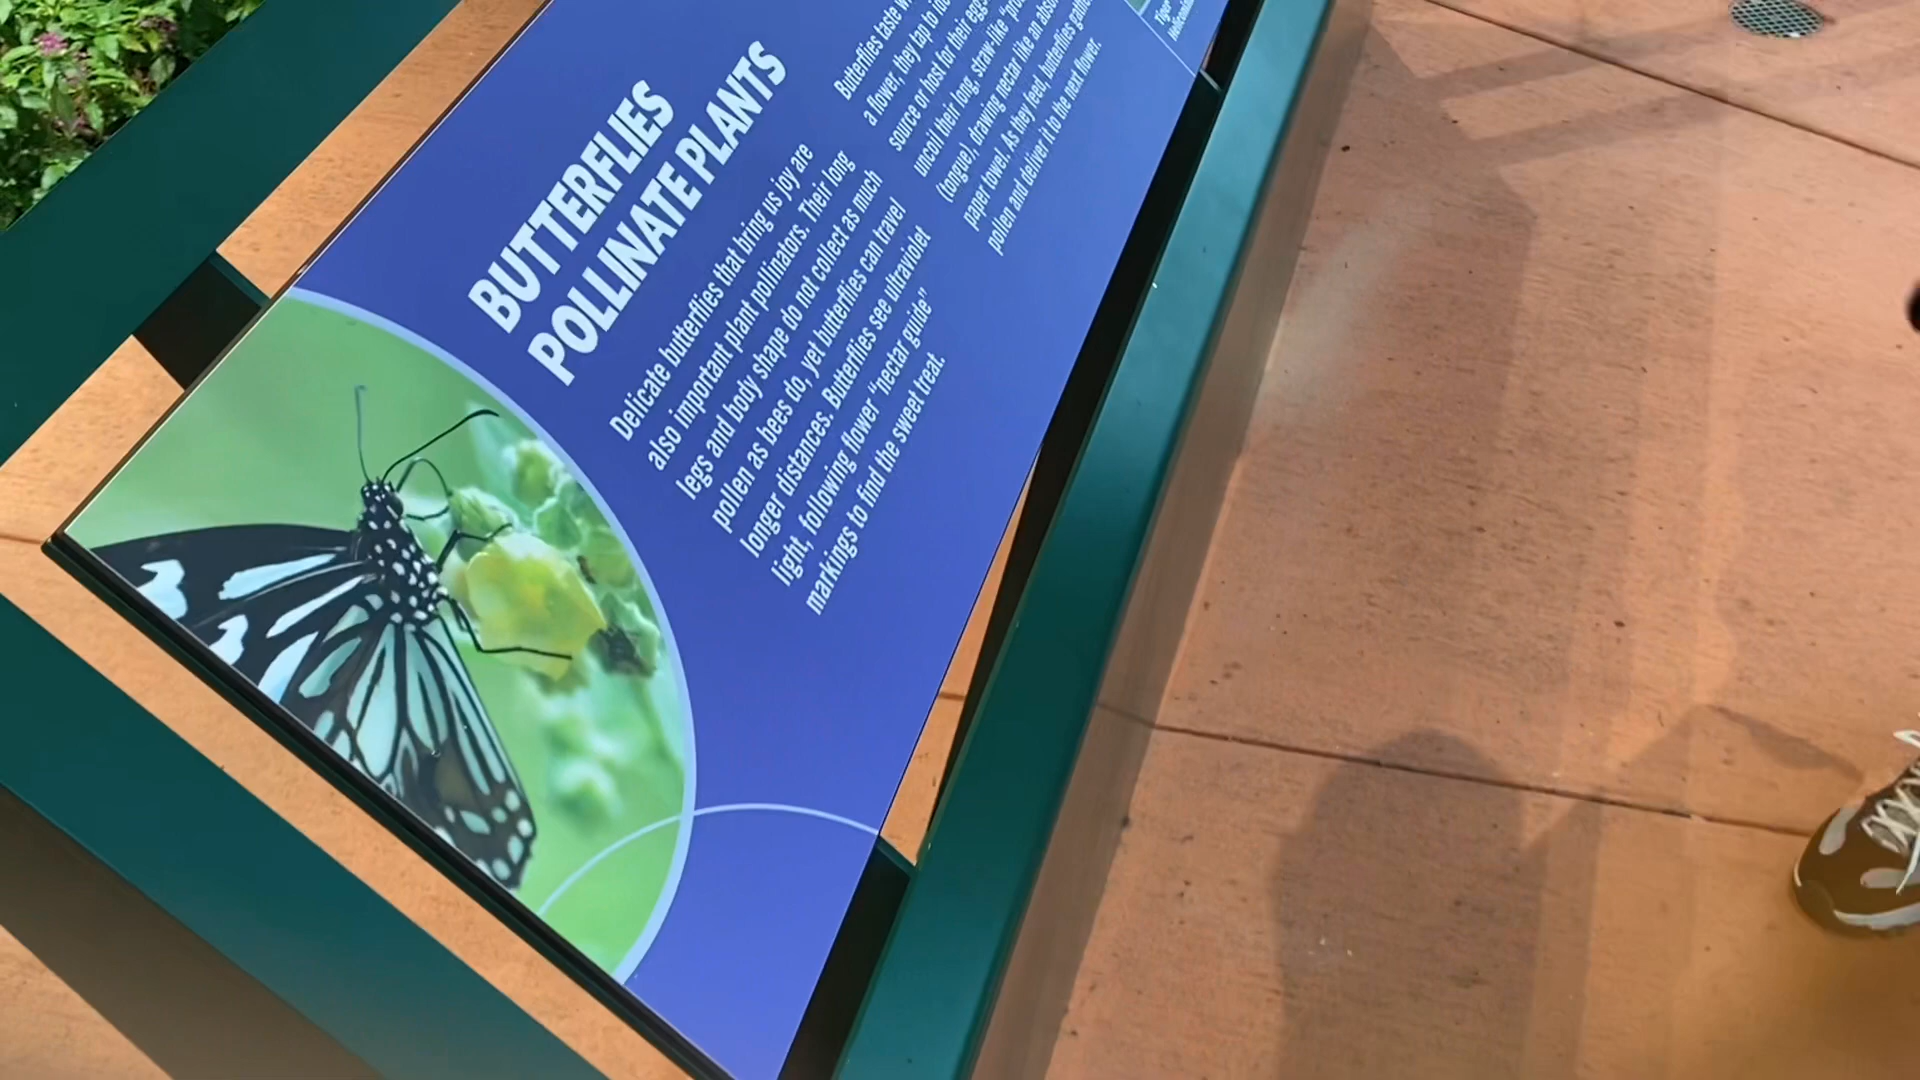 BUTTERFLIES
POLLINATE PLANTS
Delicate butterflies that bring us joy are
also important plant pollinators. Their long
legs and body shape do not collect as much
pollen as bees do, yet butterflies can travel
longer distances. Butterflies see ultraviolet
light, following flower “nectar guide”
markings to find the sweet treat.
Butterflies taste
a flower, they tap to
source or host for their
uncoil their long, straw-like
(tongue), drawing nectar like an
paper towel. As they feed, butterflies
pollen and deliver it to the next flower.
Tiger